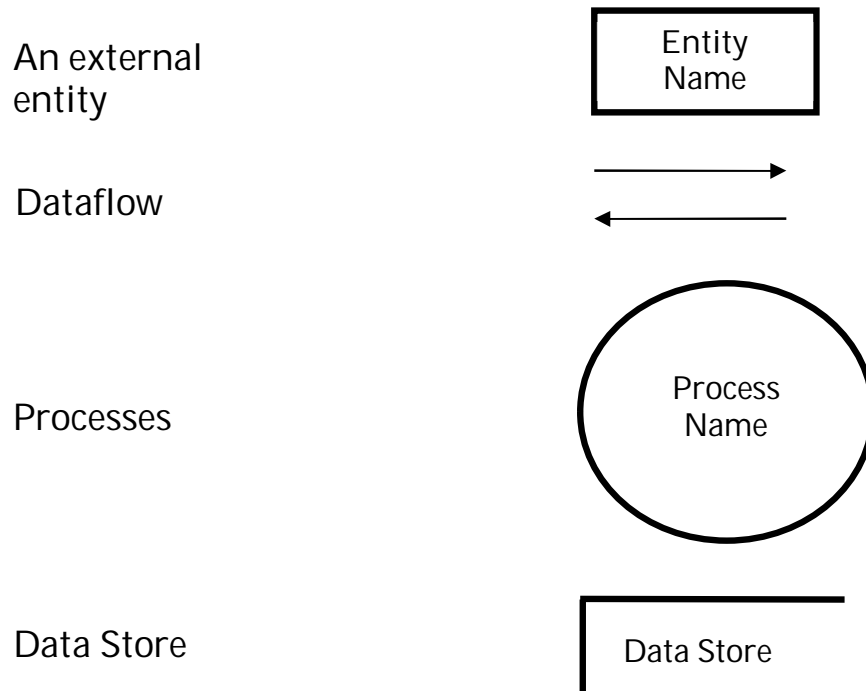 An external
entity
Entity
Name
Dataflow
Processes
Process
Name
Data Store
Data Store